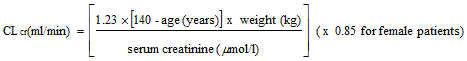 CL cr(ml/min) = [ 1.23 × [140 - age (years)] x weight (kg) / serum creatinine ( μmol/l) ] ( x 0.85 for female patients)